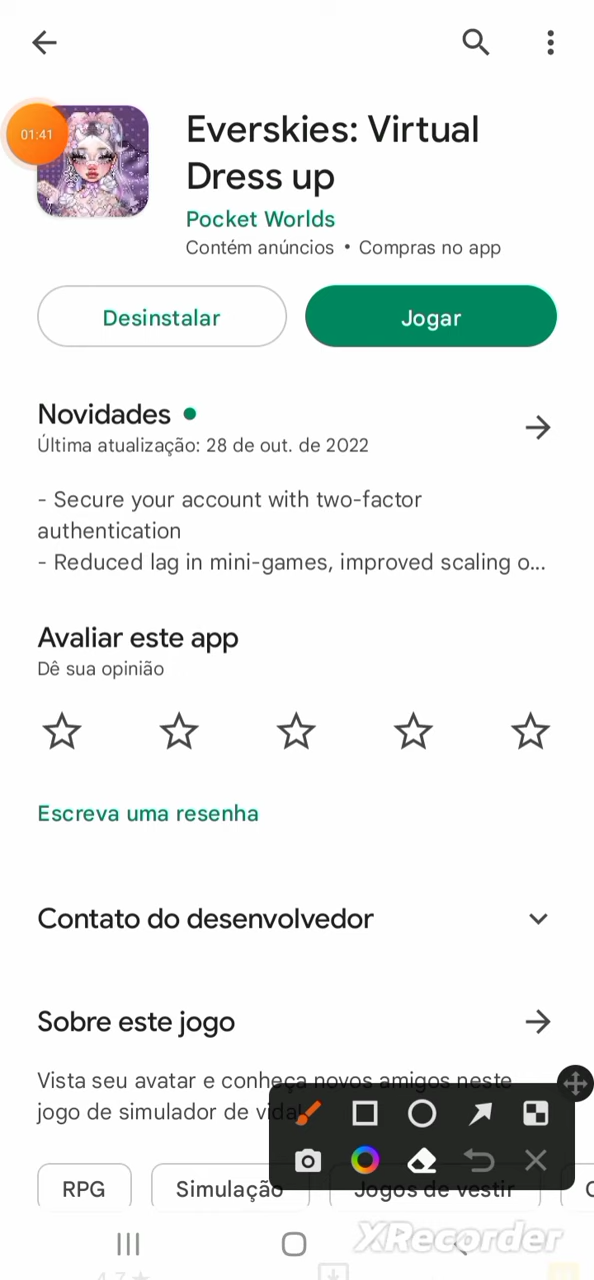 01:41
Everskies: Virtual
Dress up
Pocket Worlds
Contém anúncios • Compras no app
Desinstalar
Jogar
Novidades
Última atualização: 28 de out. de 2022
- Secure your account with two-factor
authentication
- Reduced lag in mini-games, improved scaling o...
Avaliar este app
Dê sua opinião
Escreva uma resenha
Contato do desenvolvedor
Sobre este jogo
Vista seu avatar e conheça novos amigos neste
jogo de simulador de vida!
RPG
Simulação
Jogos de vestir
XRecorder
4,7 ★